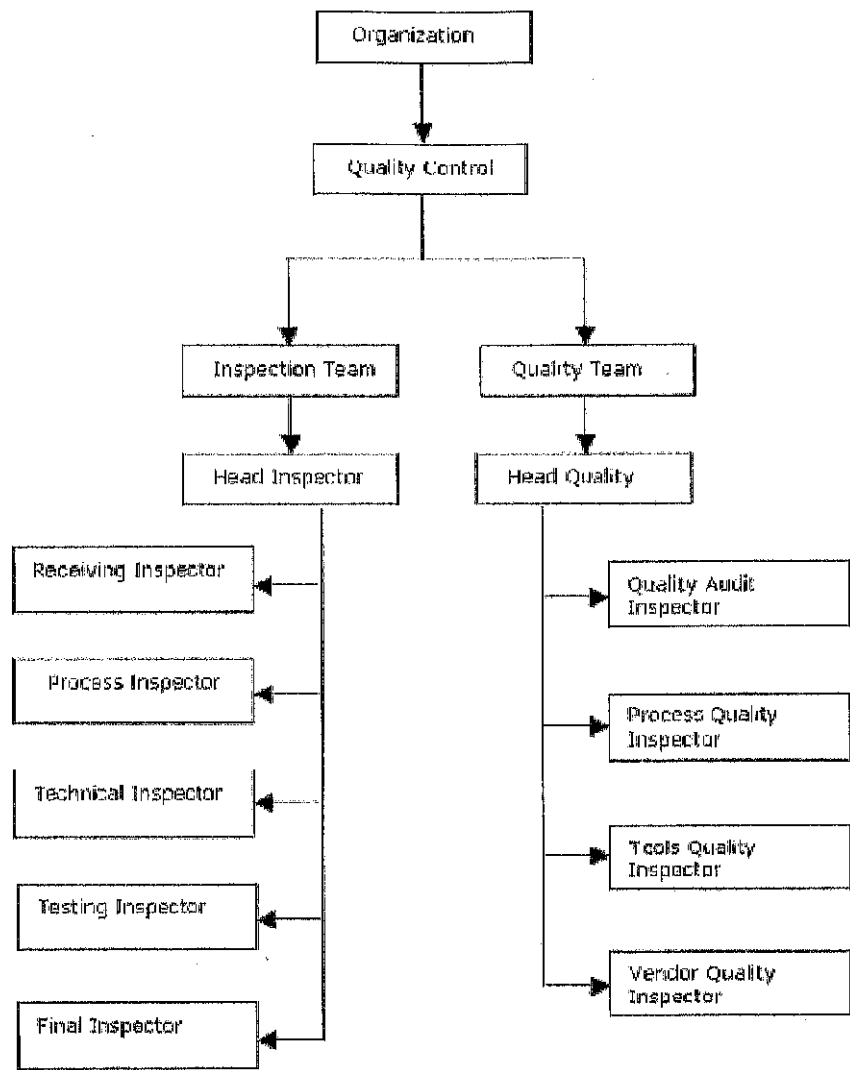 Organization
Quality Control
Inspection Team
Quality Team
Head Inspector
Head Quality
Receiving Inspector
Process Inspector
Technical Inspector
Testing Inspector
Final Inspector
Quality Audit
Inspector
Process Quality
Inspector
Tools Quality
Inspector
Vendor Quality
Inspector